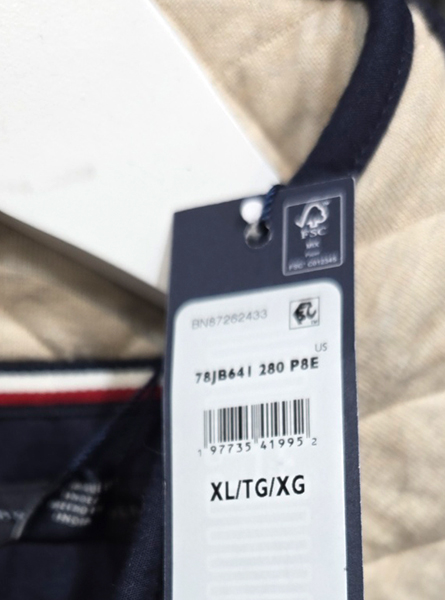 FSC
MIX
BN87262433
US
78JB641 280 P8E
1 97735 41995 2
XL/TG/XG